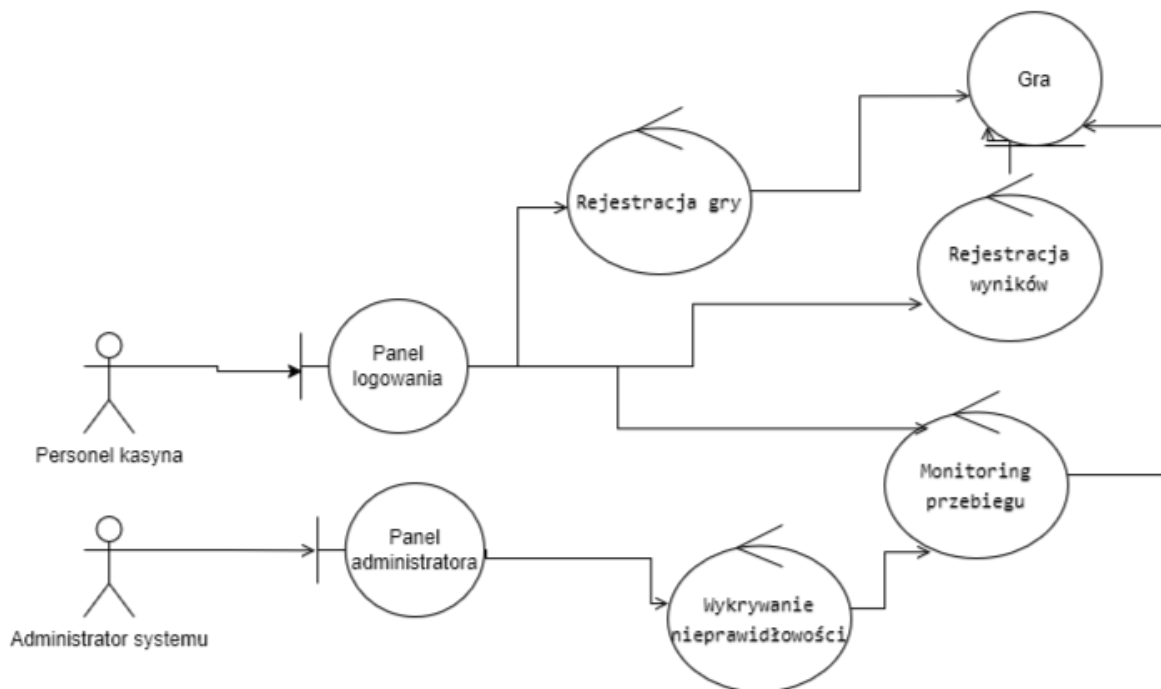 Gra
Rejestracja gry
Rejestracja
wyników
Panel
logowania
Personel kasyna
Monitoring
przebiegu
Panel
administratora
Wykrywanie
nieprawidłowości
Administrator systemu